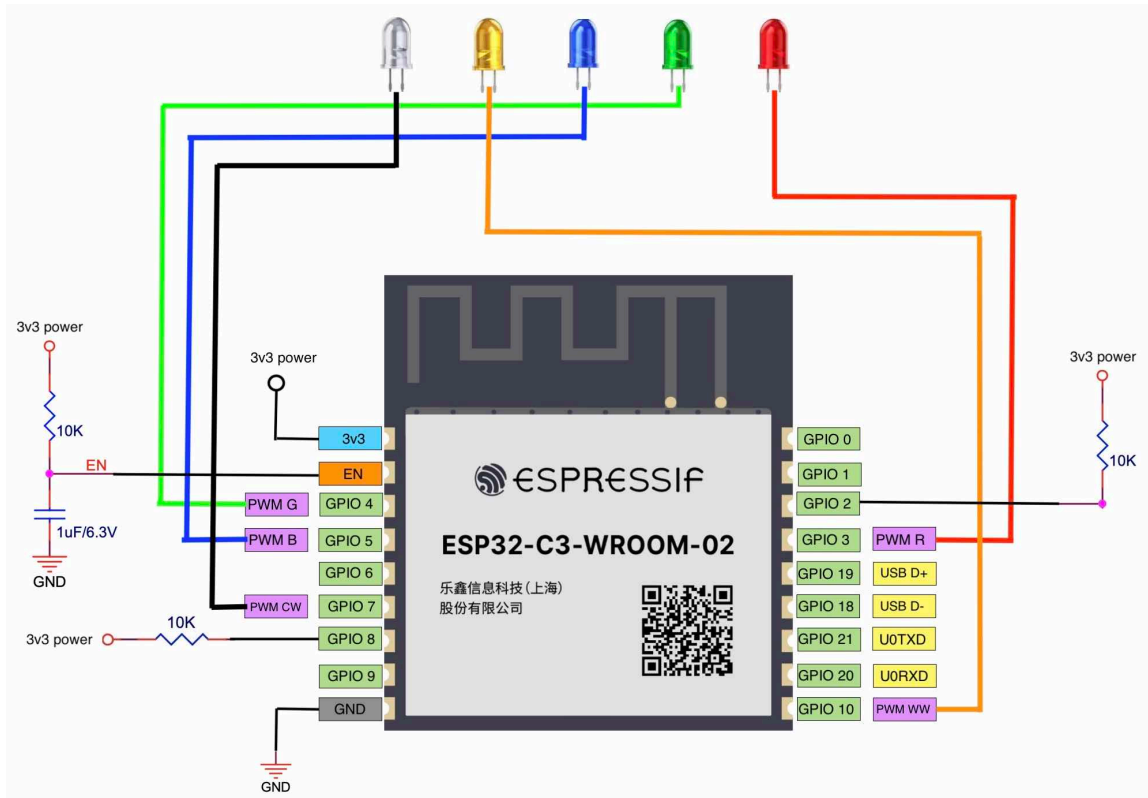 3v3 power
10K
EN
1uF/6.3V
GND
3v3 power
3v3
EN
PWM G
GPIO 4
PWM B
GPIO 5
GPIO 6
PWM CW
GPIO 7
3v3 power
10K
GPIO 8
GPIO 9
GND
GND
ESPRESSIF
ESP32-C3-WROOM-02
乐鑫信息科技(上海)
股份有限公司
GPIO 0
GPIO 1
GPIO 2
GPIO 3
PWM R
GPIO 19
USB D+
GPIO 18
USB D-
GPIO 21
U0TXD
GPIO 20
U0RXD
GPIO 10
PWM WW
3v3 power
10K